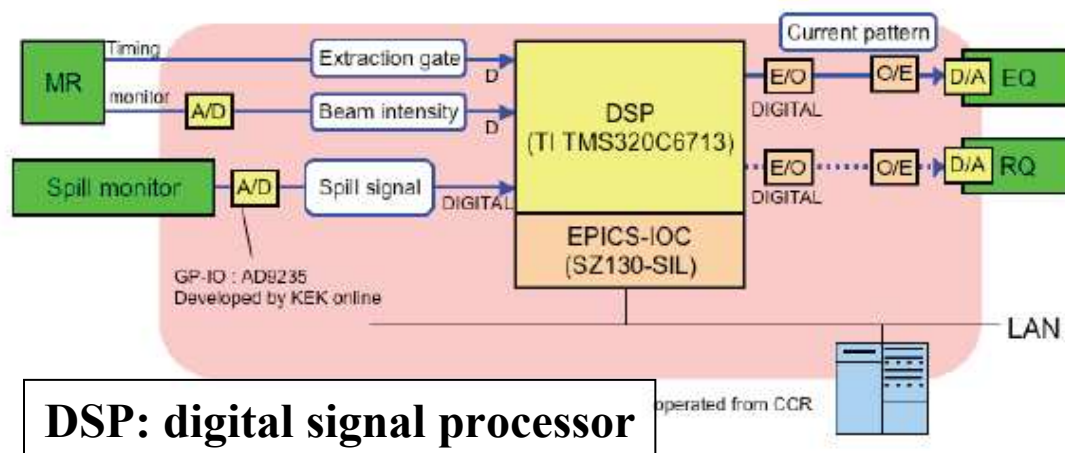 Timing
Extraction gate
D
Current pattern
MR
monitor
A/D
Beam intensity
D
DSP
(TI TMS320C6713)
E/O
DIGITAL
O/E
D/A
EQ
Spill monitor
A/D
Spill signal
DIGITAL
E/O
DIGITAL
O/E
D/A
RQ
EPICS-IOC
(SZ130-SIL)
GP-IO : AD9235
Developed by KEK online
LAN
operated from CCR
DSP: digital signal processor